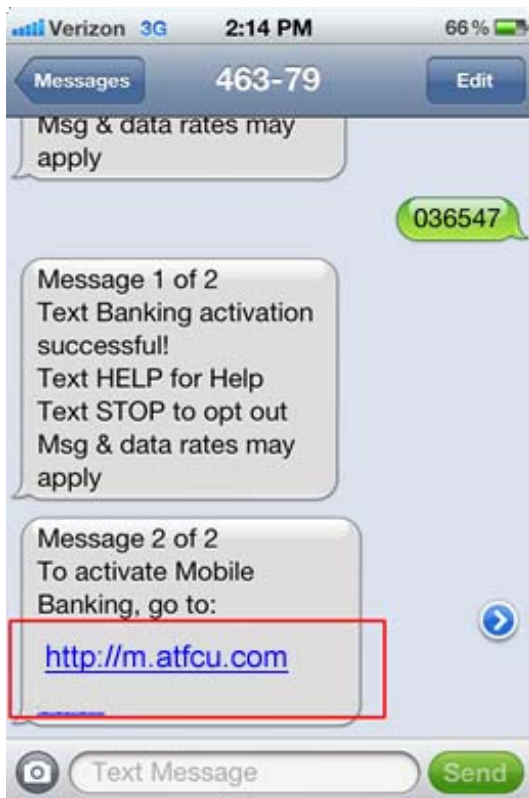 Verizon 3G 2:14 PM 66%
Messages 463-79 Edit
Msg & data rates may
apply
036547
Message 1 of 2
Text Banking activation
successful!
Text HELP for Help
Text STOP to opt out
Msg & data rates may
apply
Message 2 of 2
To activate Mobile
Banking, go to:
http://m.atfcu.com
Text Message Send